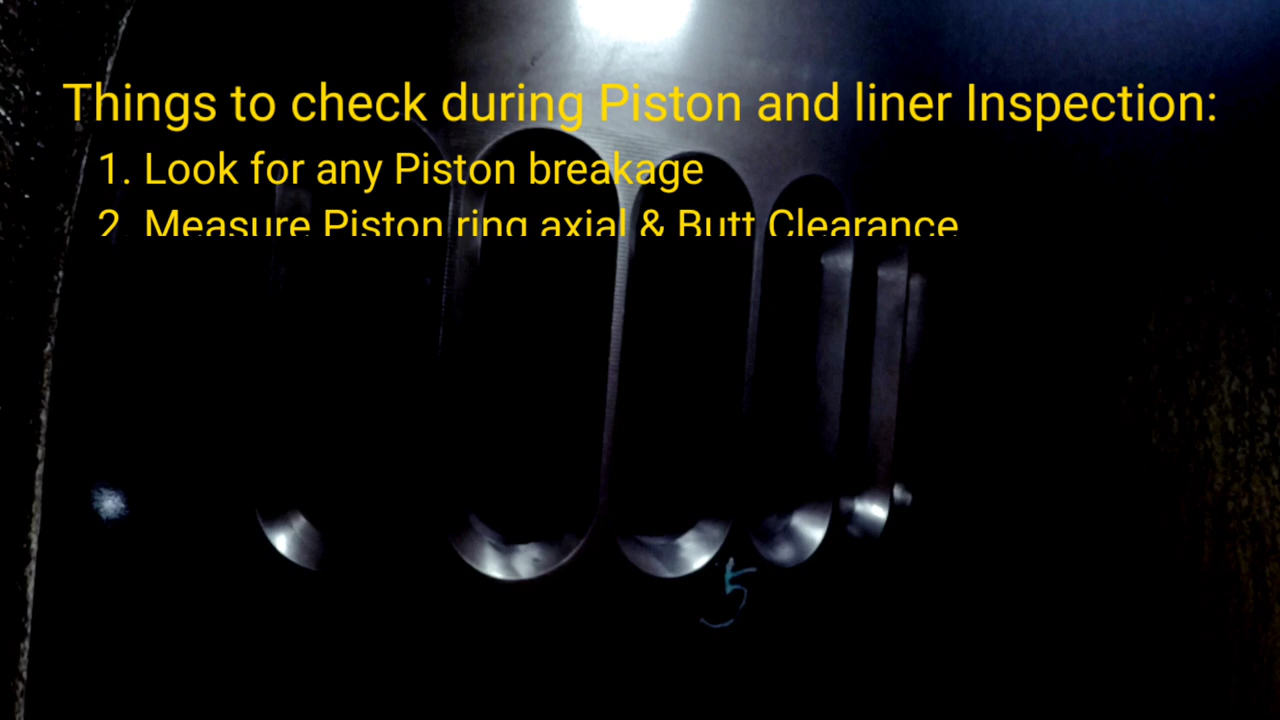 Things to check during Piston and liner Inspection:
1. Look for any Piston breakage
2. Measure Piston ring axial & Butt Clearance
5